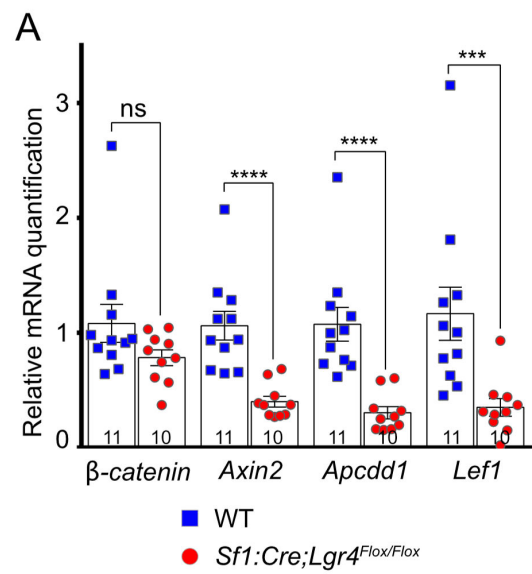 A
Relative mRNA quantification
3
2
1
0
ns
****
****
***
11 10 11 10 11 10 11 10
β-catenin Axin2 Apcdd1 Lef1
WT
Sf1:Cre;Lgr4Flox/Flox